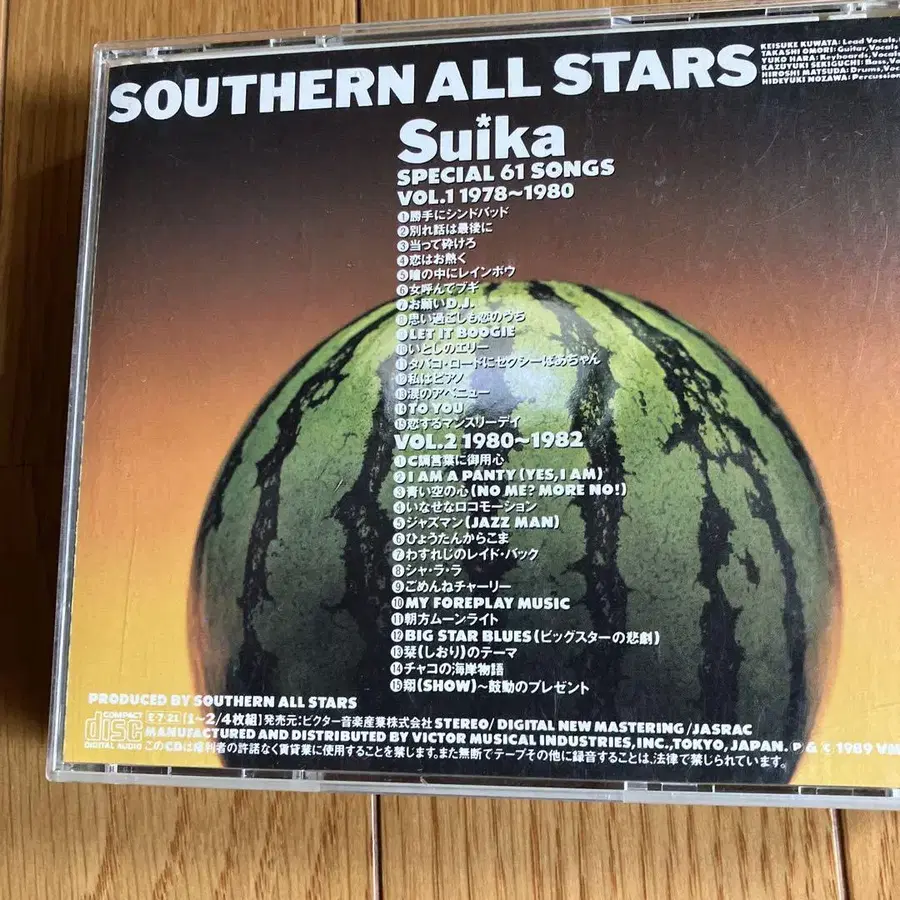 SOUTHERN ALL STARS
KEISUKE KUWATA: Lead Vocals,
TAKASHI OMORI: Guitar, Vocals
YUKO HARA: Keyboards, Vocals
KAZUYUKI SEKIGUCHI: Bass,
HIROSHI MATSUDA: Drums,
HIDEYUKI NOZAWA: Percussion
Suika
SPECIAL 61 SONGS
VOL.1 1978~1980
①勝手にシンドバッド
②別れ話は最後に
③当って砕けろ
④恋はお熱く
⑤瞳の中にレインボウ
⑥女呼んでブギ
⑦お願いD.J.
⑧思い過ごしも恋のうち
⑨LET IT BOOGIE
⑩いとしのエリー
⑪タバコ・ロードにセクシーばあちゃん
⑫私はピアノ
⑬涙のアベニュー
⑭TO YOU
⑮恋するマンスリーデイ
VOL.2 1980~1982
①C調言葉に御用心
②I AM A PANTY (YES, I AM)
③青い空の心(NO ME? MORE NO!)
④いなせなロコモーション
⑤ジャズマン(JAZZ MAN)
⑥ひょうたんからこま
⑦わすれじのレイド・バック
⑧シャ・ラ・ラ
⑨ごめんねチャーリー
⑩MY FOREPLAY MUSIC
⑪朝方ムーンライト
⑫BIG STAR BLUES(ビッグスターの悲劇)
⑬栞(しおり)のテーマ
⑭チャコの海岸物語
⑮翔(SHOW)~鼓動のプレゼント
PRODUCED BY SOUTHERN ALL STARS
COMPACT disc DIGITAL AUDIO
E・7・21 [1~2/4枚組] 発売元:ビクター音楽産業株式会社 STEREO/DIGITAL NEW MASTERING/JASRAC
MANUFACTURED AND DISTRIBUTED BY VICTOR MUSICAL INDUSTRIES, INC., TOKYO, JAPAN. Ⓟ & © 1989
このCDは権利者の許諾なく賃貸業に使用することを禁じます。また無断でテープその他に録音することは、法律で禁じられています。